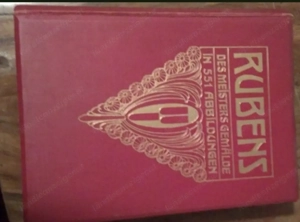 RUBENS
DES MEISTERS GEMÄLDE
IN 551 ABBILDUNGEN